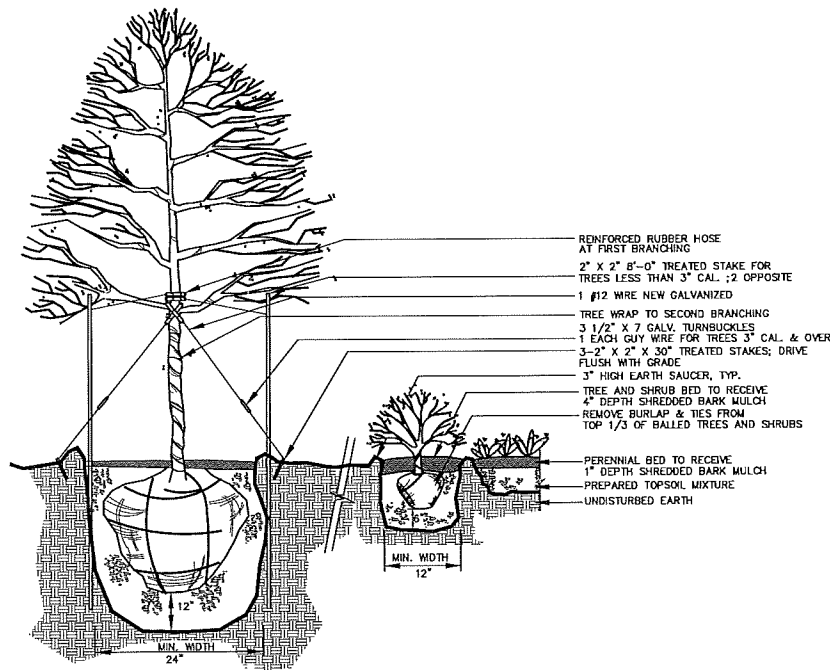 REINFORCED RUBBER HOSE
AT FIRST BRANCHING
2" X 2" 8'-0" TREATED STAKE FOR
TREES LESS THAN 3" CAL. ;2 OPPOSITE
1 #12 WIRE NEW GALVANIZED
TREE WRAP TO SECOND BRANCHING
3 1/2" X 7 GALV. TURNBUCKLES
1 EACH GUY WIRE FOR TREES 3" CAL. & OVER
3-2" X 2" X 30" TREATED STAKES; DRIVE
FLUSH WITH GRADE
3" HIGH EARTH SAUCER, TYP.
TREE AND SHRUB BED TO RECEIVE
4" DEPTH SHREDDED BARK MULCH
REMOVE BURLAP & TIES FROM
TOP 1/3 OF BALLED TREES AND SHRUBS
PERENNIAL BED TO RECEIVE
1" DEPTH SHREDDED BARK MULCH
PREPARED TOPSOIL MIXTURE
UNDISTURBED EARTH
MIN. WIDTH
12"
12"
MIN. WIDTH
24"